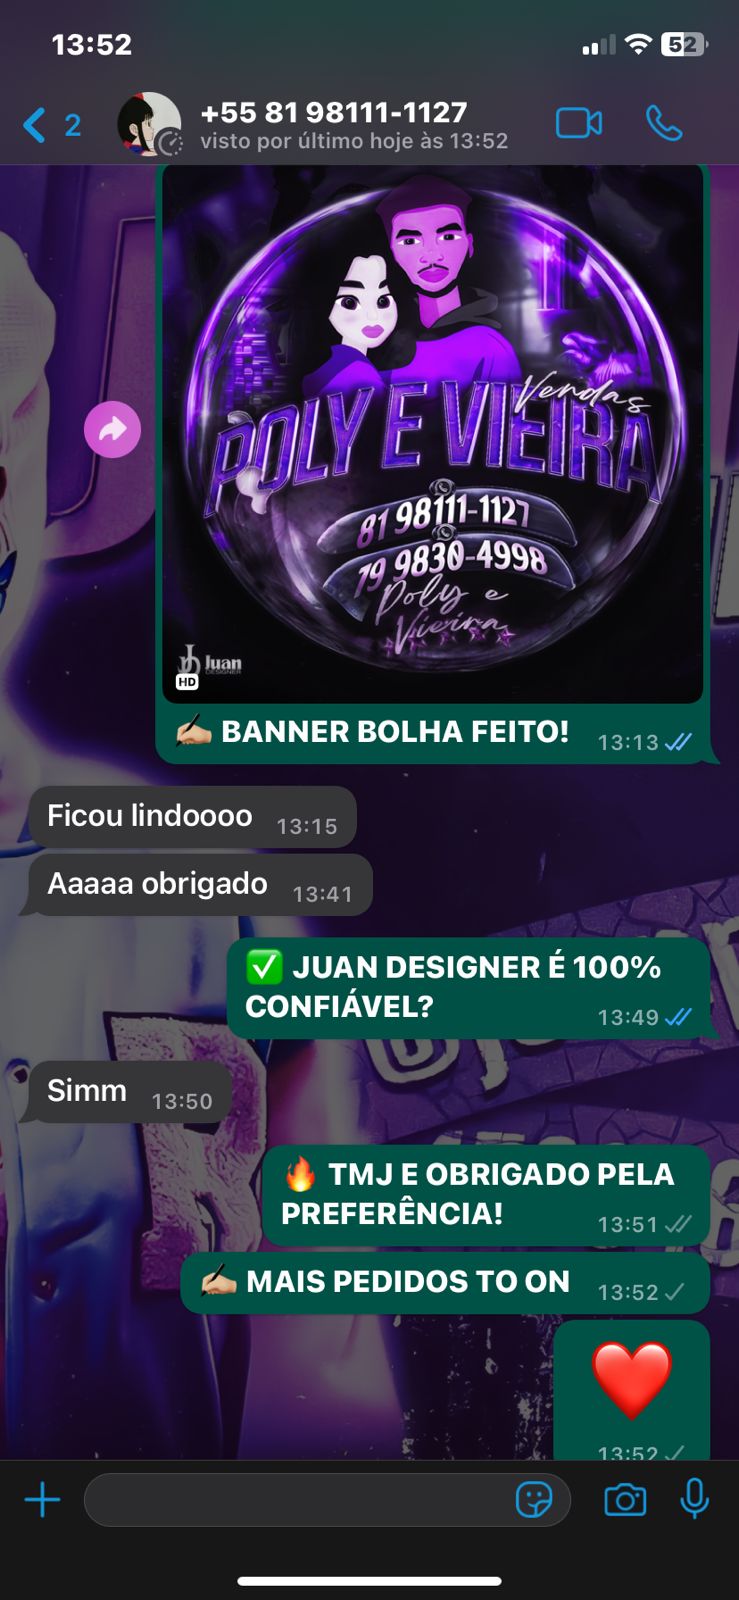 13:52
52
2
+55 81 98111-1127
visto por último hoje às 13:52
Vendas
POLY E VIEIRA
81 98111-1127
79 9830-4998
Poly e
Vieira
JD Juan
DESIGNER
HD
✍🏼 BANNER BOLHA FEITO!
13:13
Ficou lindoooo
13:15
Aaaaa obrigado
13:41
✅ JUAN DESIGNER É 100%
CONFIÁVEL?
13:49
Simm
13:50
🔥 TMJ E OBRIGADO PELA
PREFERÊNCIA!
13:51
✍🏼 MAIS PEDIDOS TO ON
13:52
❤️
13:52